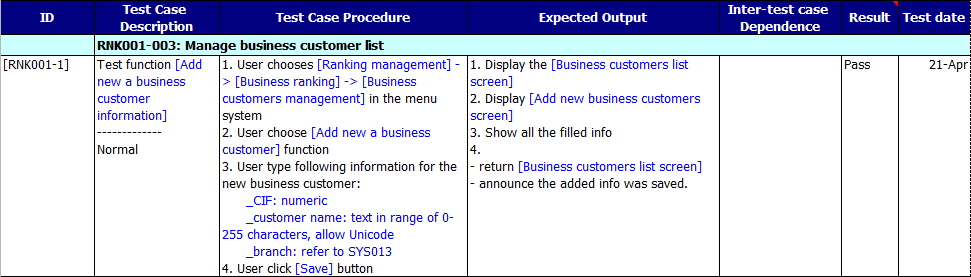 ID
Test Case
Description
Test Case Procedure
Expected Output
Inter-test case
Dependence
Result
Test date
RNK001-003: Manage business customer list
[RNK001-1]
Test function [Add
new a business
customer
information]
-------------
Normal
1. User chooses [Ranking management] -
> [Business ranking] -> [Business
customers management] in the menu
system
2. User choose [Add new a business
customer] function
3. User type following information for the
new business customer:
_CIF: numeric
_customer name: text in range of 0-
255 characters, allow Unicode
_branch: refer to SYS013
4. User click [Save] button
1. Display the [Business customers list
screen]
2. Display [Add new business customers
screen]
3. Show all the filled info
4.
- return [Business customers list screen]
- announce the added info was saved.
Pass
21-Apr